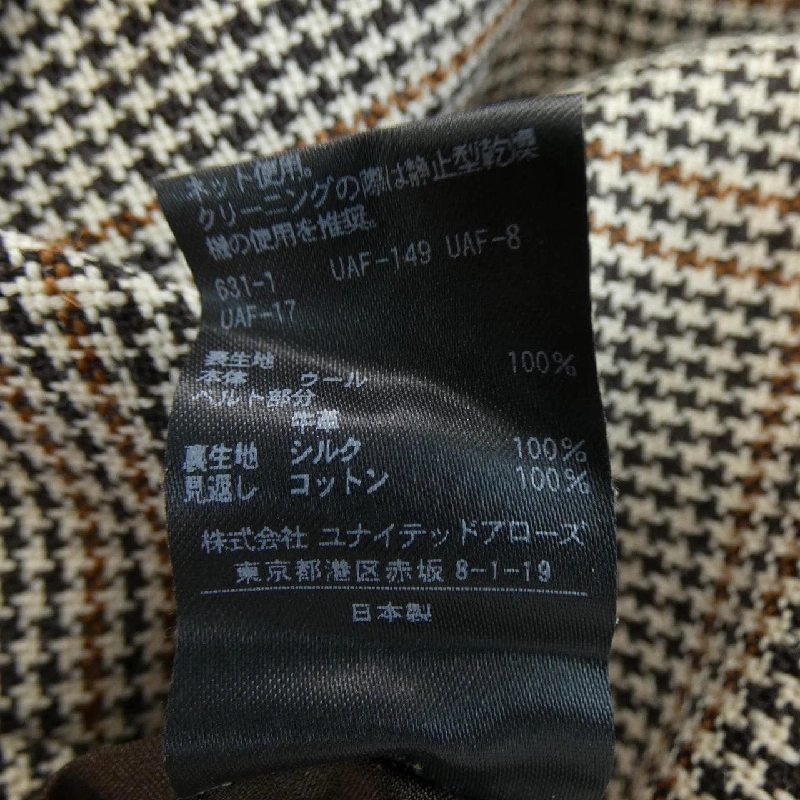 ネット使用。
クリーニングの際は静止型乾燥
機の使用を推奨。
631-1 UAF-149 UAF-8
UAF-17
表生地
本体 ウール 100%
ベルト部分
牛革
裏生地 シルク 100%
見返し コットン 100%
株式会社 ユナイテッドアローズ
東京都港区赤坂 8-1-19
日本製